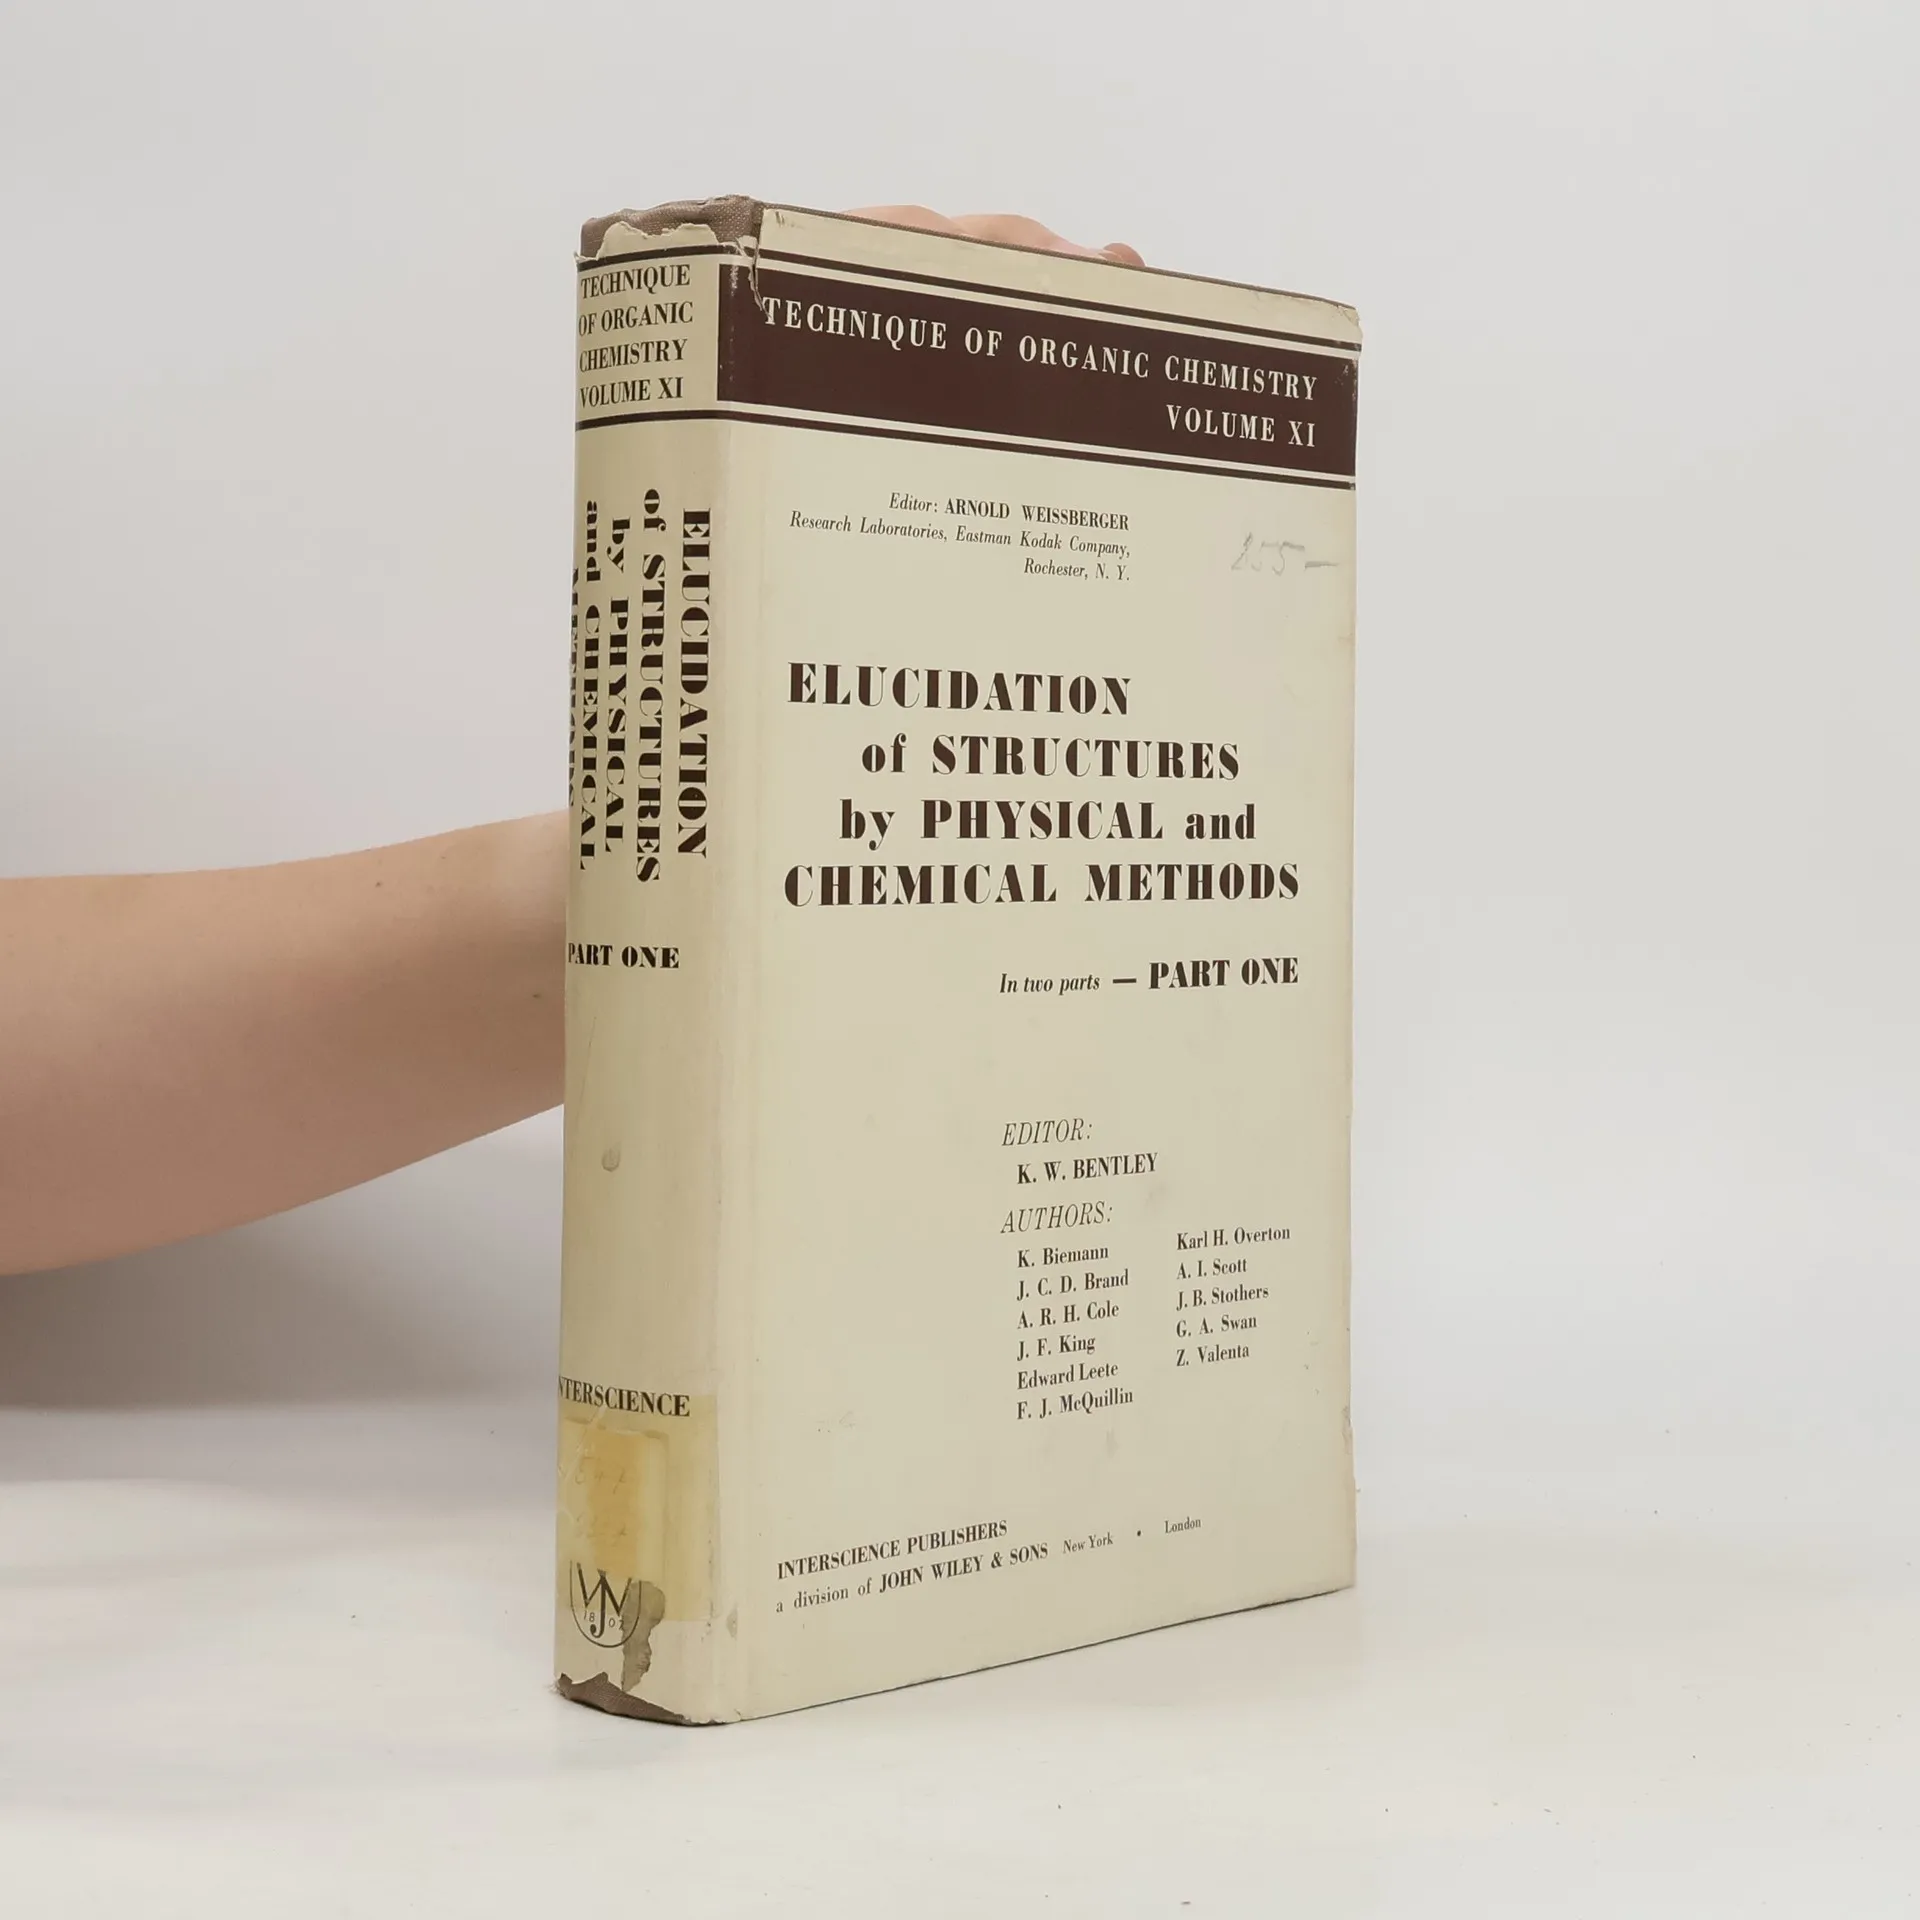 TECHNIQUE
OF ORGANIC
CHEMISTRY
VOLUME XI
ELUCIDATION
of STRUCTURES
by PHYSICAL
and CHEMICAL
METHODS
PART ONE
INTERSCIENCE
1807
TECHNIQUE OF ORGANIC CHEMISTRY
VOLUME XI
Editor: ARNOLD WEISSBERGER
Research Laboratories, Eastman Kodak Company,
Rochester, N. Y.
ELUCIDATION
of STRUCTURES
by PHYSICAL and
CHEMICAL METHODS
In two parts — PART ONE
EDITOR:
K. W. BENTLEY
AUTHORS:
K. Biemann
J. C. D. Brand
A. R. H. Cole
J. F. King
Edward Leete
F. J. McQuillin
Karl H. Overton
A. I. Scott
J. B. Stothers
G. A. Swan
Z. Valenta
INTERSCIENCE PUBLISHERS
a division of JOHN WILEY & SONS New York • London